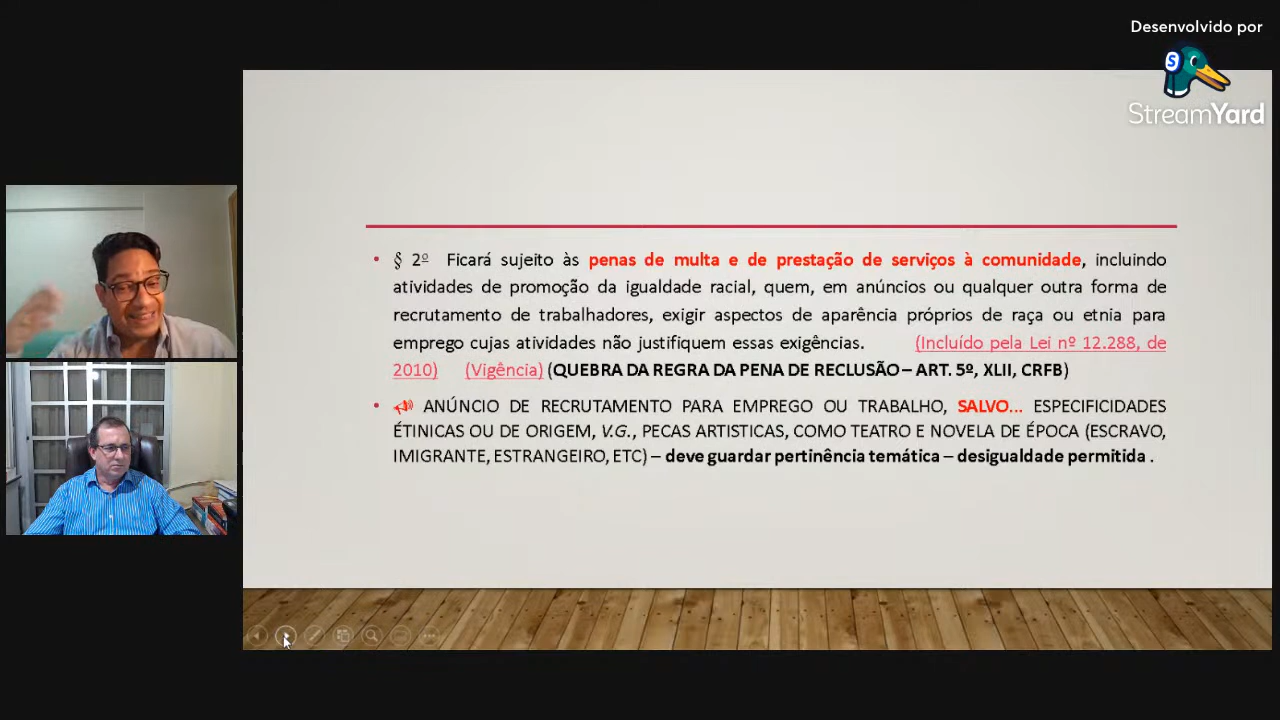 Desenvolvido por
StreamYard
• § 2º Ficará sujeito às penas de multa e de prestação de serviços à comunidade, incluindo
atividades de promoção da igualdade racial, quem, em anúncios ou qualquer outra forma de
recrutamento de trabalhadores, exigir aspectos de aparência próprios de raça ou etnia para
emprego cujas atividades não justifiquem essas exigências. (Incluído pela Lei nº 12.288, de
2010) (Vigência) (QUEBRA DA REGRA DA PENA DE RECLUSÃO – ART. 5º, XLII, CRFB)
• ANÚNCIO DE RECRUTAMENTO PARA EMPREGO OU TRABALHO, SALVO... ESPECIFICIDADES
ÉTINICAS OU DE ORIGEM, V.G., PECAS ARTISTICAS, COMO TEATRO E NOVELA DE ÉPOCA (ESCRAVO,
IMIGRANTE, ESTRANGEIRO, ETC) – deve guardar pertinência temática – desigualdade permitida .